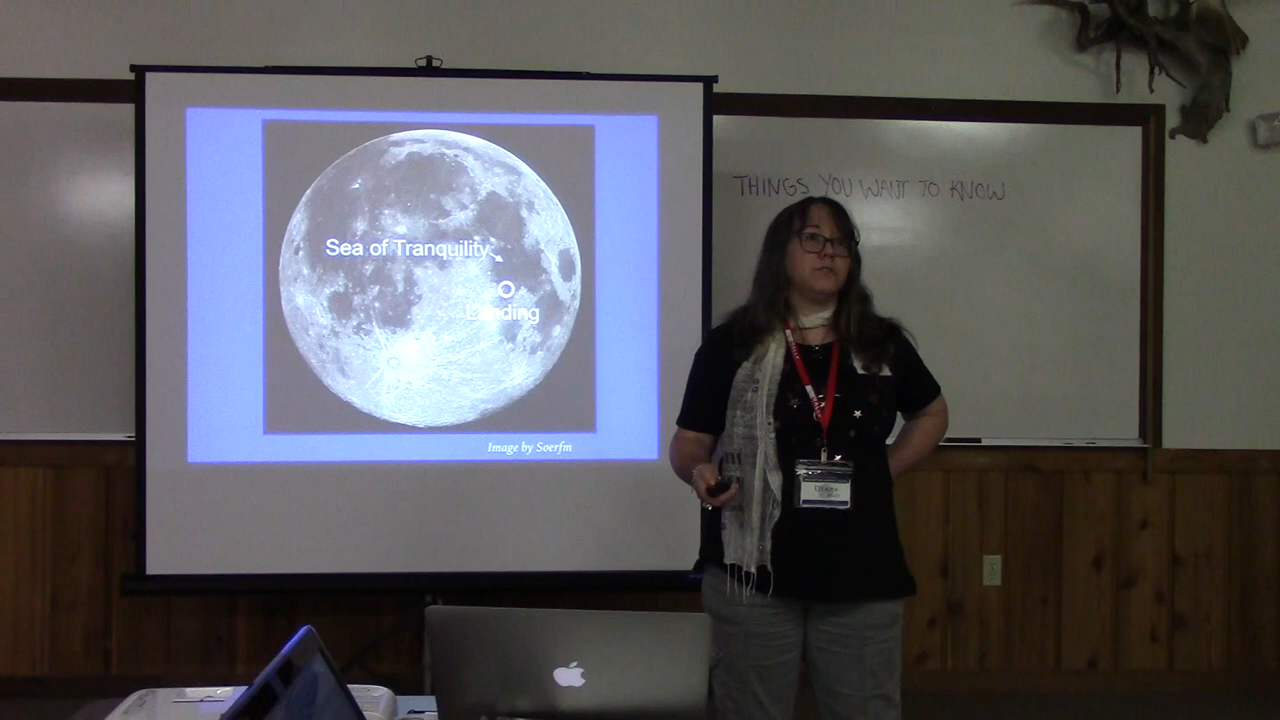 THINGS YOU WANT TO KNOW
Sea of Tranquility
Landing
Image by Soerfm